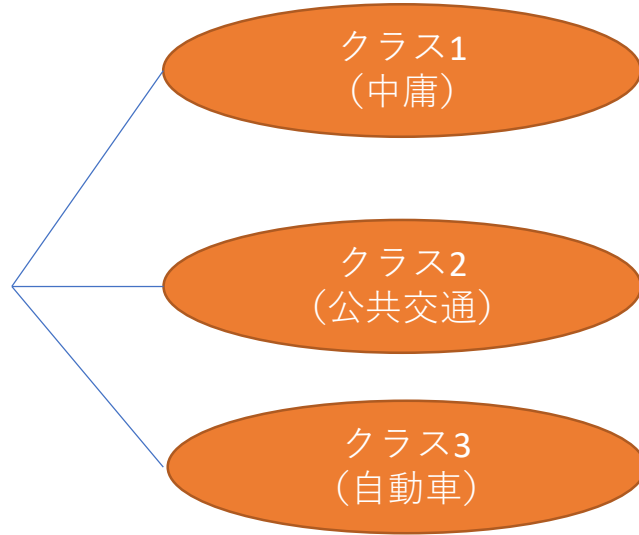 クラス1
（中庸）
クラス2
（公共交通）
クラス3
（自動車）